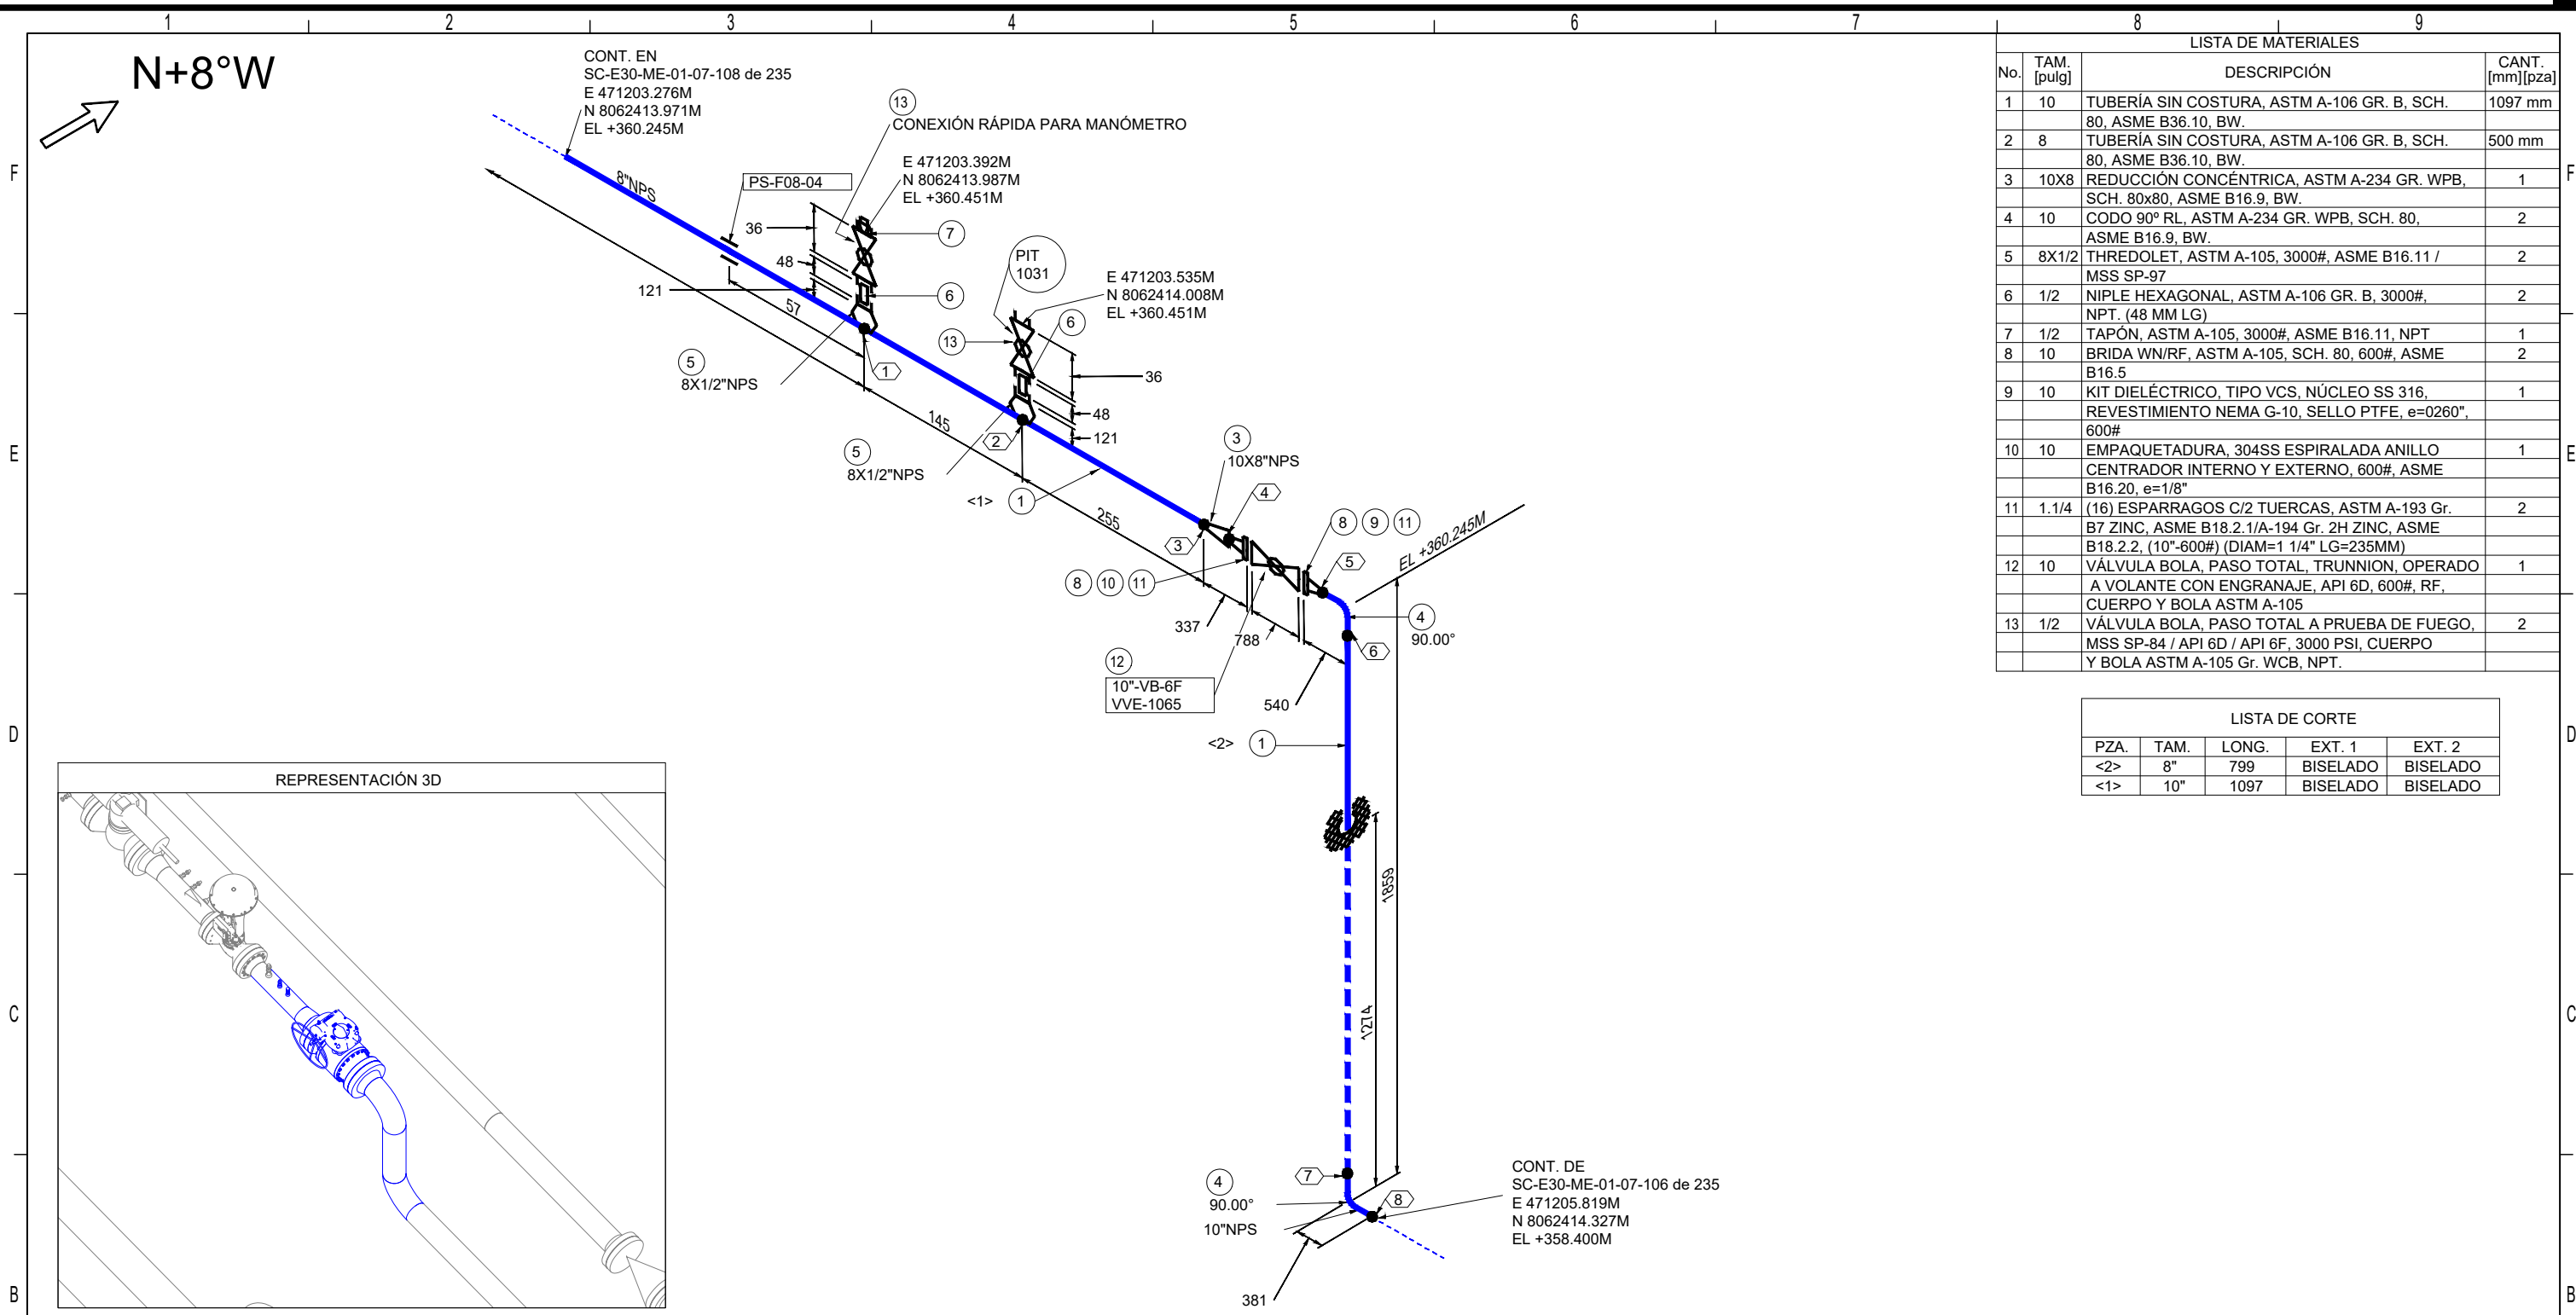 1 2 3 4 5 6 7 8 9
F
E
D
C
B
F
E
D
C
B
N+8°W
CONT. EN
SC-E30-ME-01-07-108 de 235
E 471203.276M
N 8062413.971M
EL +360.245M
8"NPS
PS-F08-04
13
CONEXIÓN RÁPIDA PARA MANÓMETRO
E 471203.392M
N 8062413.987M
EL +360.451M
36
48
121
57
7
6
5
8X1/2"NPS
1
PIT
1031
E 471203.535M
N 8062414.008M
EL +360.451M
6
13
36
48
121
145
2
5
8X1/2"NPS
<1> 1
255
3
10X8"NPS
4
3
8 9 11
8 10 11
5
EL +360.245M
337
788
540
12
10"-VB-6F
VVE-1065
4
90.00°
6
<2> 1
1859
1274
7
4
90.00°
10"NPS
8
381
CONT. DE
SC-E30-ME-01-07-106 de 235
E 471205.819M
N 8062414.327M
EL +358.400M
REPRESENTACIÓN 3D
LISTA DE MATERIALES
No. TAM. [pulg] DESCRIPCIÓN CANT. [mm][pza]
1 10 TUBERÍA SIN COSTURA, ASTM A-106 GR. B, SCH. 1097 mm
80, ASME B36.10, BW.
2 8 TUBERÍA SIN COSTURA, ASTM A-106 GR. B, SCH. 500 mm
80, ASME B36.10, BW.
3 10X8 REDUCCIÓN CONCÉNTRICA, ASTM A-234 GR. WPB, 1
SCH. 80x80, ASME B16.9, BW.
4 10 CODO 90º RL, ASTM A-234 GR. WPB, SCH. 80, 2
ASME B16.9, BW.
5 8X1/2 THREDOLET, ASTM A-105, 3000#, ASME B16.11 / 2
MSS SP-97
6 1/2 NIPLE HEXAGONAL, ASTM A-106 GR. B, 3000#, 2
NPT. (48 MM LG)
7 1/2 TAPÓN, ASTM A-105, 3000#, ASME B16.11, NPT 1
8 10 BRIDA WN/RF, ASTM A-105, SCH. 80, 600#, ASME 2
B16.5
9 10 KIT DIELÉCTRICO, TIPO VCS, NÚCLEO SS 316, 1
REVESTIMIENTO NEMA G-10, SELLO PTFE, e=0260",
600#
10 10 EMPAQUETADURA, 304SS ESPIRALADA ANILLO 1
CENTRADOR INTERNO Y EXTERNO, 600#, ASME
B16.20, e=1/8"
11 1.1/4 (16) ESPARRAGOS C/2 TUERCAS, ASTM A-193 Gr. 2
B7 ZINC, ASME B18.2.1/A-194 Gr. 2H ZINC, ASME
B18.2.2, (10"-600#) (DIAM=1 1/4" LG=235MM)
12 10 VÁLVULA BOLA, PASO TOTAL, TRUNNION, OPERADO 1
A VOLANTE CON ENGRANAJE, API 6D, 600#, RF,
CUERPO Y BOLA ASTM A-105
13 1/2 VÁLVULA BOLA, PASO TOTAL A PRUEBA DE FUEGO, 2
MSS SP-84 / API 6D / API 6F, 3000 PSI, CUERPO
Y BOLA ASTM A-105 Gr. WCB, NPT.
LISTA DE CORTE
PZA. TAM. LONG. EXT. 1 EXT. 2
<2> 8" 799 BISELADO BISELADO
<1> 10" 1097 BISELADO BISELADO